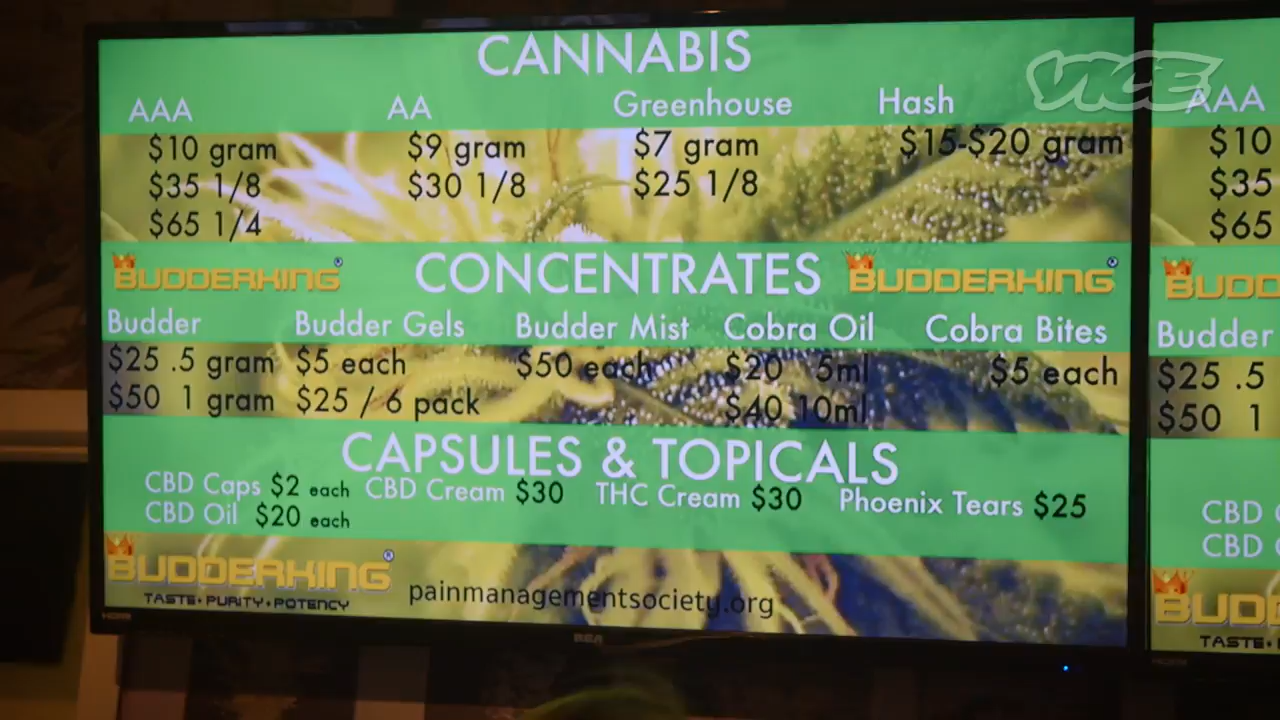 CANNABIS
VICE
AAA AA Greenhouse Hash
$10 gram $9 gram $7 gram $15-$20 gram
$35 1/8 $30 1/8 $25 1/8
$65 1/4
BUDDERKING® CONCENTRATES BUDDERKING®
Budder Budder Gels Budder Mist Cobra Oil Cobra Bites
$25 .5 gram $5 each $50 each $20 5ml $5 each
$50 1 gram $25 / 6 pack $40 10ml
CAPSULES & TOPICALS
CBD Caps $2 each CBD Cream $30 THC Cream $30 Phoenix Tears $25
CBD Oil $20 each
BUDDERKING®
TASTE • PURITY • POTENCY
painmanagementsociety.org
HDMI
RCA
AAA
$10
$35
$65
BUDD
Budder
$25 .5
$50 1
CBD
CBD
BUDD
TASTE •